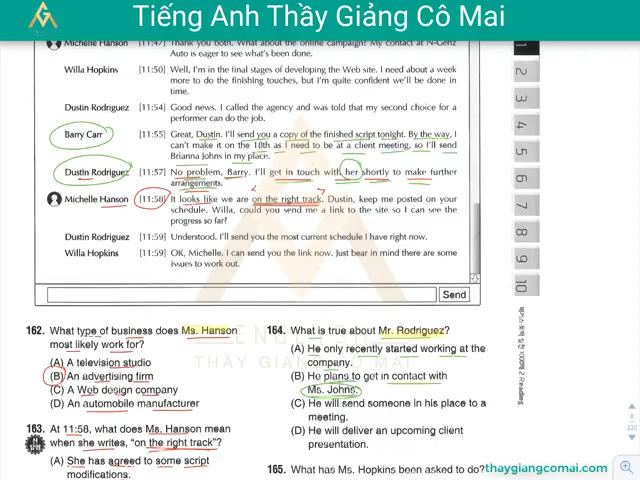 Tiếng Anh Thầy Giảng Cô Mai
Michelle Hanson [11:47] Thank you both. What about the online campaign? My contact at N-Genz
Auto is eager to see what's been done.
Willa Hopkins [11:50] Well, I'm in the final stages of developing the Web site. I need about a week
more to do the finishing touches, but I'm quite confident we'll be done in
time.
Dustin Rodriguez [11:54] Good news. I called the agency and was told that my second choice for a
performer can do the job.
Barry Carr [11:55] Great, Dustin. I'll send you a copy of the finished script tonight. By the way, I
can't make it on the 18th as I need to be at a client meeting, so I'll send
Brianna Johns in my place.
Dustin Rodriguez [11:57] No problem, Barry. I'll get in touch with her shortly to make further
arrangements.
Michelle Hanson [11:58] It looks like we are on the right track. Dustin, keep me posted on your
schedule. Willa, could you send me a link to the site so I can see the
progress so far?
Dustin Rodriguez [11:59] Understood. I'll send you the most current schedule I have right now.
Willa Hopkins [11:59] OK, Michelle. I can send you the link now. Just bear in mind there are some
issues to work out.
Send
162. What type of business does Ms. Hanson
most likely work for?
(A) A television studio
(B) An advertising firm
(C) A Web design company
(D) An automobile manufacturer
163. At 11:58, what does Ms. Hanson mean
when she writes, "on the right track"?
(A) She has agreed to some script
modifications.
164. What is true about Mr. Rodriguez?
(A) He only recently started working at the
company.
(B) He plans to get in contact with
Ms. Johns.
(C) He will send someone in his place to a
meeting.
(D) He will deliver an upcoming client
presentation.
165. What has Ms. Hopkins been asked to do?
THẦY GIẢNG CÔ MAI
thaygiangcomai.com
1
2
3
4
5
6
7
8
9
10
8
220